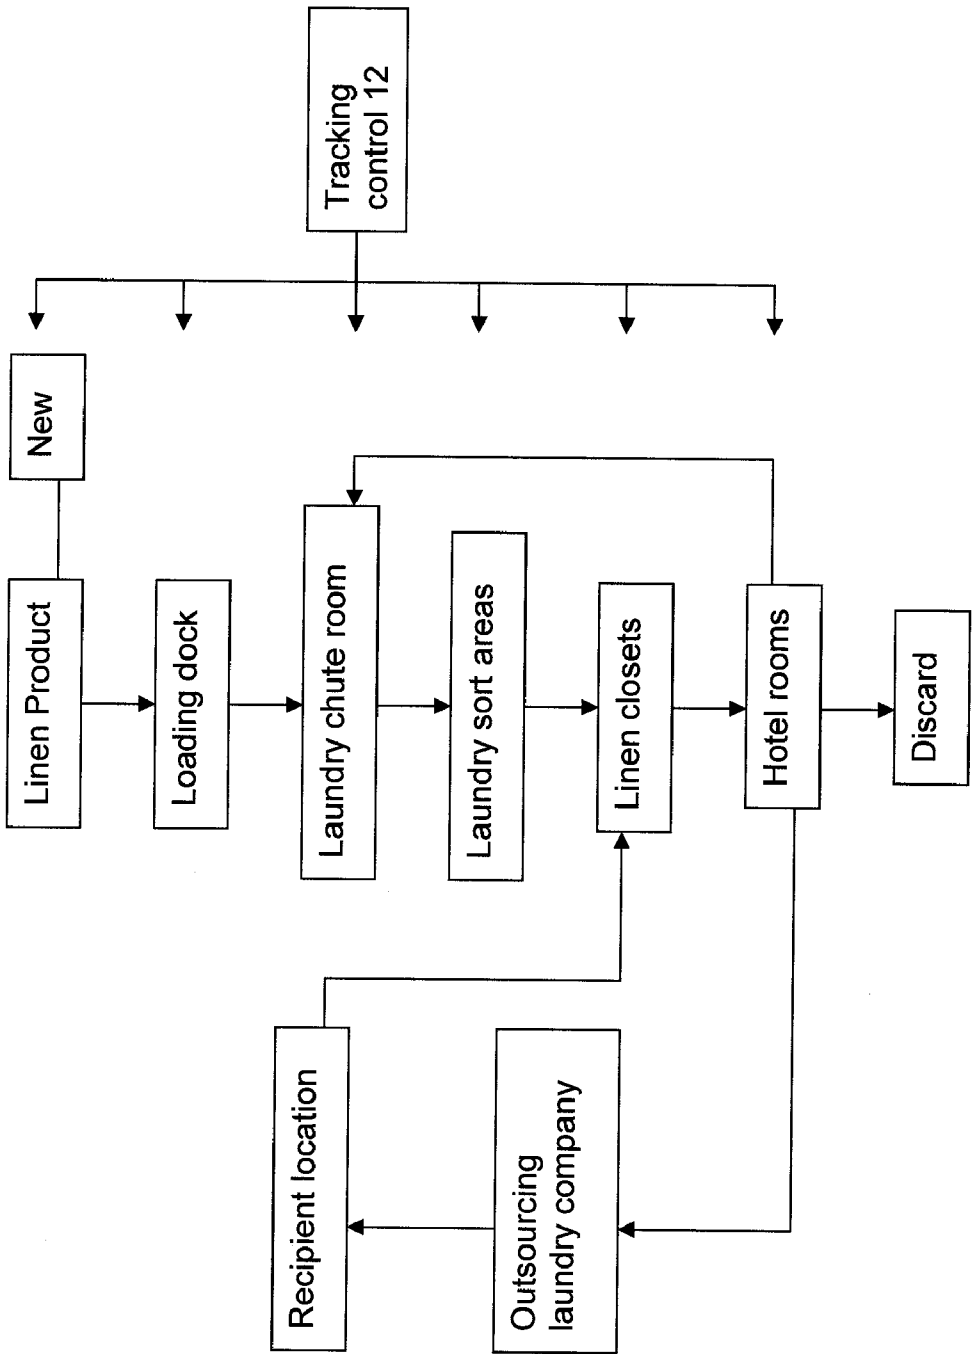 Tracking
control 12
New
Linen Product
Loading dock
Laundry chute room
Laundry sort areas
Linen closets
Hotel rooms
Discard
Recipient location
Outsourcing
laundry company